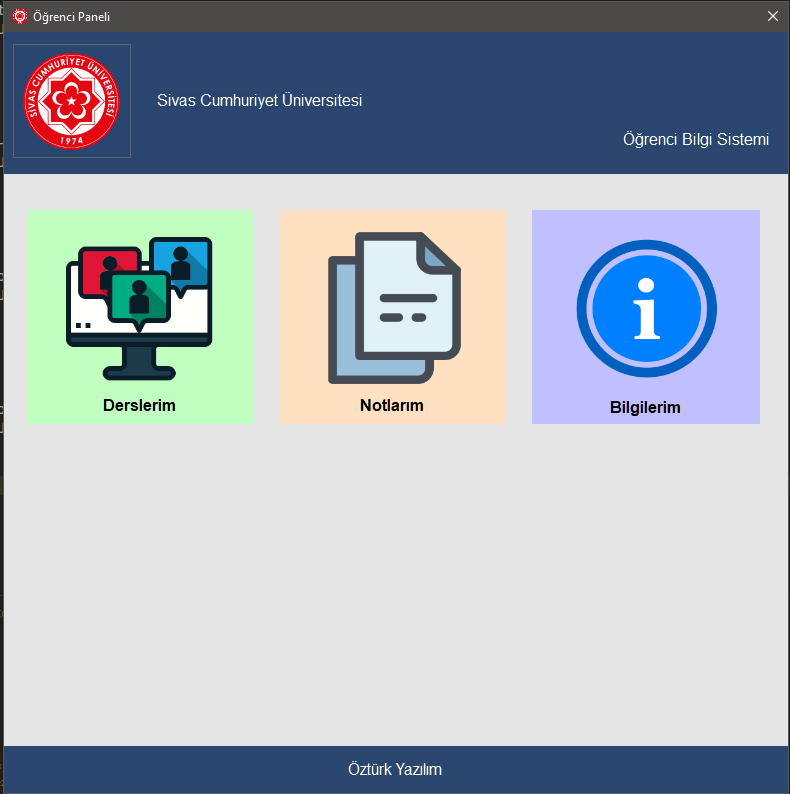 Öğrenci Paneli
SİVAS CUMHURİYET ÜNİVERSİTESİ
1974
Sivas Cumhuriyet Üniversitesi
Öğrenci Bilgi Sistemi
Derslerim
Notlarım
Bilgilerim
Öztürk Yazılım